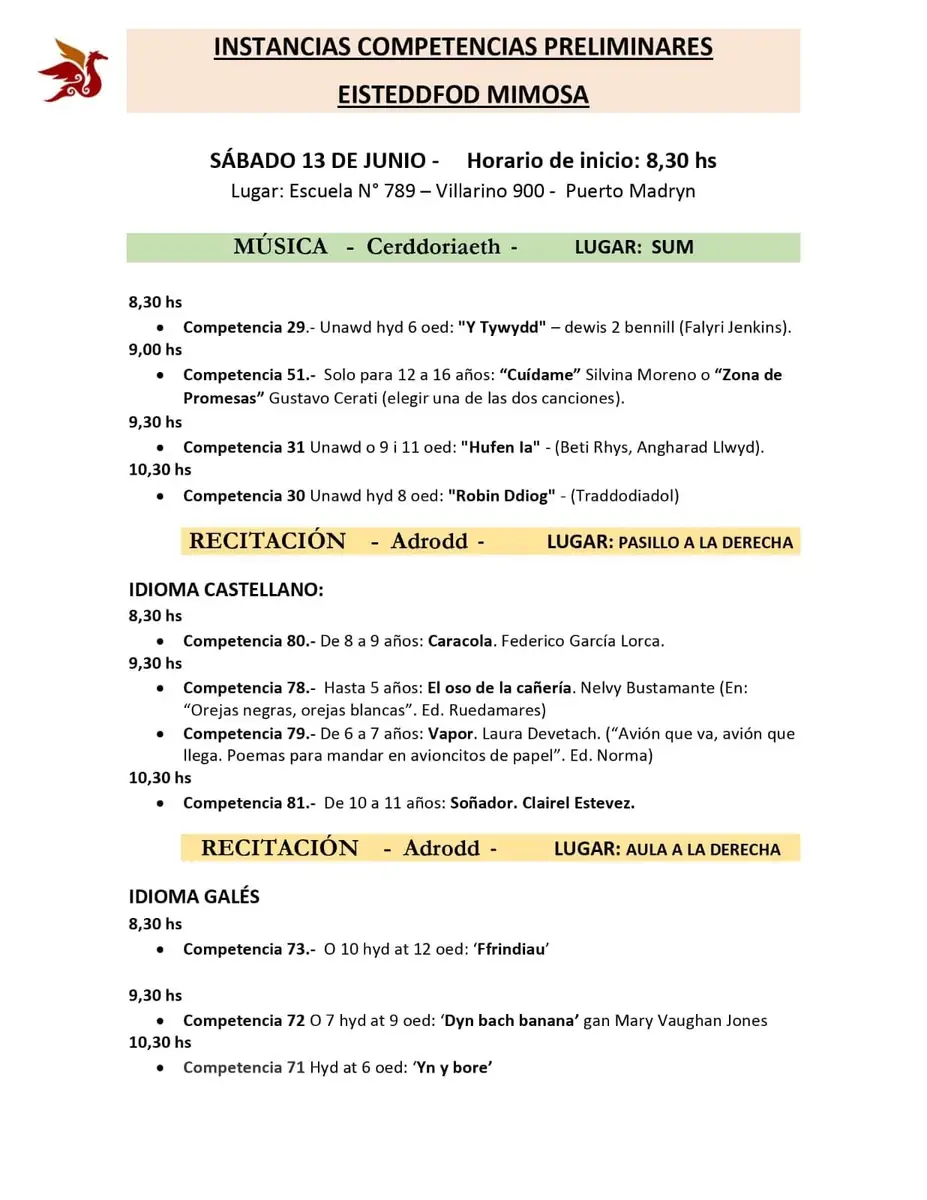 INSTANCIAS COMPETENCIAS PRELIMINARES
EISTEDDFOD MIMOSA
SÁBADO 13 DE JUNIO - Horario de inicio: 8,30 hs
Lugar: Escuela N° 789 – Villarino 900 - Puerto Madryn
MÚSICA - Cerddoriaeth - LUGAR: SUM
8,30 hs
• Competencia 29.- Unawd hyd 6 oed: "Y Tywydd" – dewis 2 bennill (Falyri Jenkins).
9,00 hs
• Competencia 51.- Solo para 12 a 16 años: “Cuídame” Silvina Moreno o “Zona de
Promesas” Gustavo Cerati (elegir una de las dos canciones).
9,30 hs
• Competencia 31 Unawd o 9 i 11 oed: "Hufen Ia" - (Beti Rhys, Angharad Llwyd).
10,30 hs
• Competencia 30 Unawd hyd 8 oed: "Robin Ddiog" - (Traddodiadol)
RECITACIÓN - Adrodd - LUGAR: PASILLO A LA DERECHA
IDIOMA CASTELLANO:
8,30 hs
• Competencia 80.- De 8 a 9 años: Caracola. Federico García Lorca.
9,30 hs
• Competencia 78.- Hasta 5 años: El oso de la cañería. Nelvy Bustamante (En:
“Orejas negras, orejas blancas”. Ed. Ruedamares)
• Competencia 79.- De 6 a 7 años: Vapor. Laura Devetach. (“Avión que va, avión que
llega. Poemas para mandar en avioncitos de papel”. Ed. Norma)
10,30 hs
• Competencia 81.- De 10 a 11 años: Soñador. Clairel Estevez.
RECITACIÓN - Adrodd - LUGAR: AULA A LA DERECHA
IDIOMA GALÉS
8,30 hs
• Competencia 73.- O 10 hyd at 12 oed: ‘Ffrindiau’
9,30 hs
• Competencia 72 O 7 hyd at 9 oed: ‘Dyn bach banana’ gan Mary Vaughan Jones
10,30 hs
• Competencia 71 Hyd at 6 oed: ‘Yn y bore’